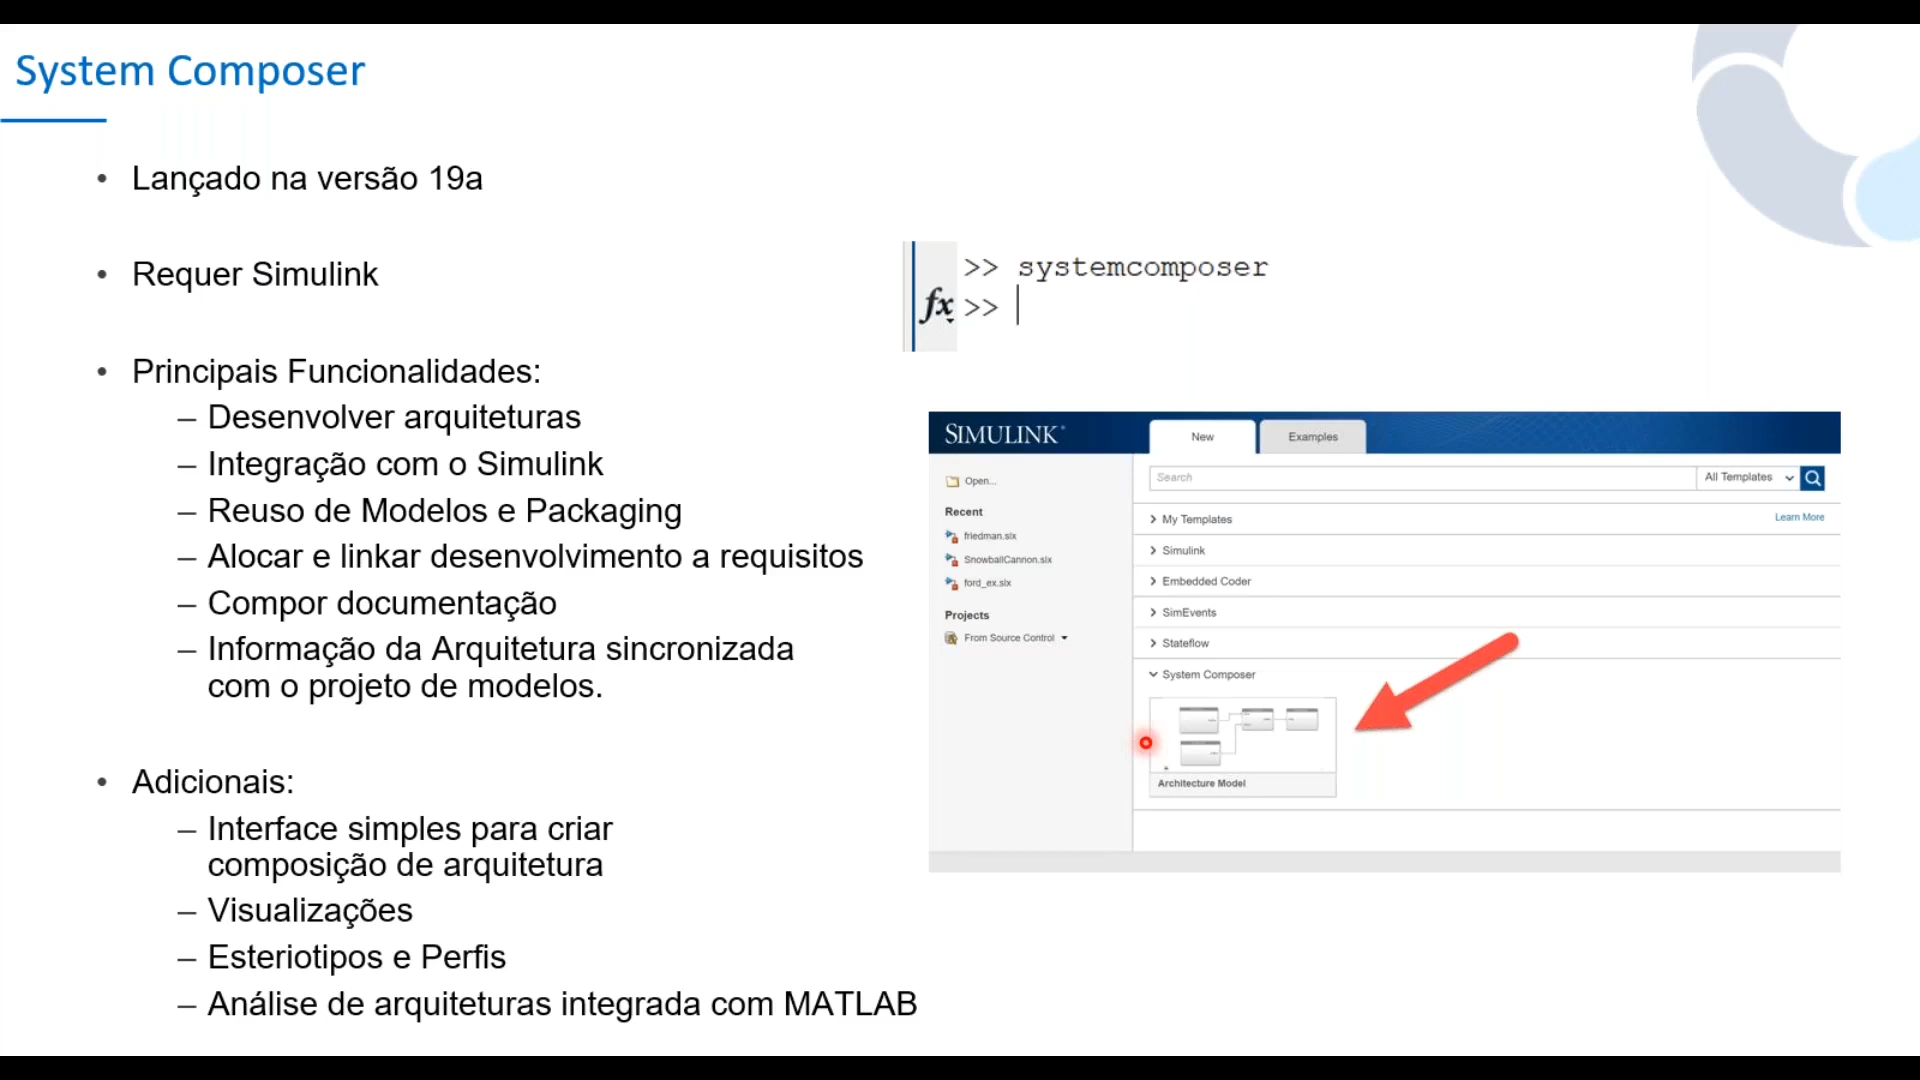 System Composer
• Lançado na versão 19a
• Requer Simulink
• Principais Funcionalidades:
– Desenvolver arquiteturas
– Integração com o Simulink
– Reuso de Modelos e Packaging
– Alocar e linkar desenvolvimento a requisitos
– Compor documentação
– Informação da Arquitetura sincronizada
com o projeto de modelos.
• Adicionais:
– Interface simples para criar
composição de arquitetura
– Visualizações
– Esteriotipos e Perfis
– Análise de arquiteturas integrada com MATLAB
>> systemcomposer
fx >>
SIMULINK®
New
Examples
Open...
Recent
friedman.slx
SnowballCannon.slx
ford_ex.slx
Projects
From Source Control
Search
All Templates
My Templates
Learn More
Simulink
Embedded Coder
SimEvents
Stateflow
System Composer
Architecture Model